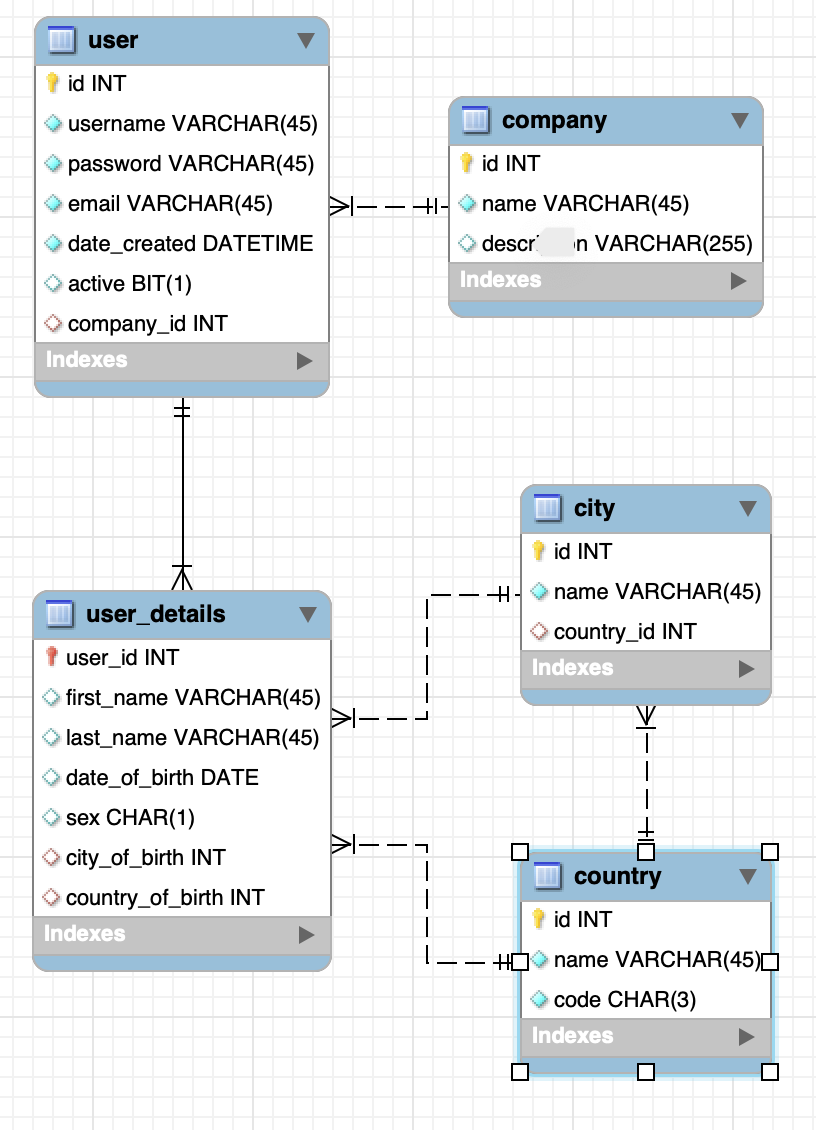 user
id INT
username VARCHAR(45)
password VARCHAR(45)
email VARCHAR(45)
date_created DATETIME
active BIT(1)
company_id INT
Indexes
company
id INT
name VARCHAR(45)
VARCHAR(255)
Indexes
user_details
user_id INT
first_name VARCHAR(45)
last_name VARCHAR(45)
date_of_birth DATE
sex CHAR(1)
city_of_birth INT
country_of_birth INT
Indexes
city
id INT
name VARCHAR(45)
country_id INT
Indexes
country
id INT
name VARCHAR(45)
code CHAR(3)
Indexes